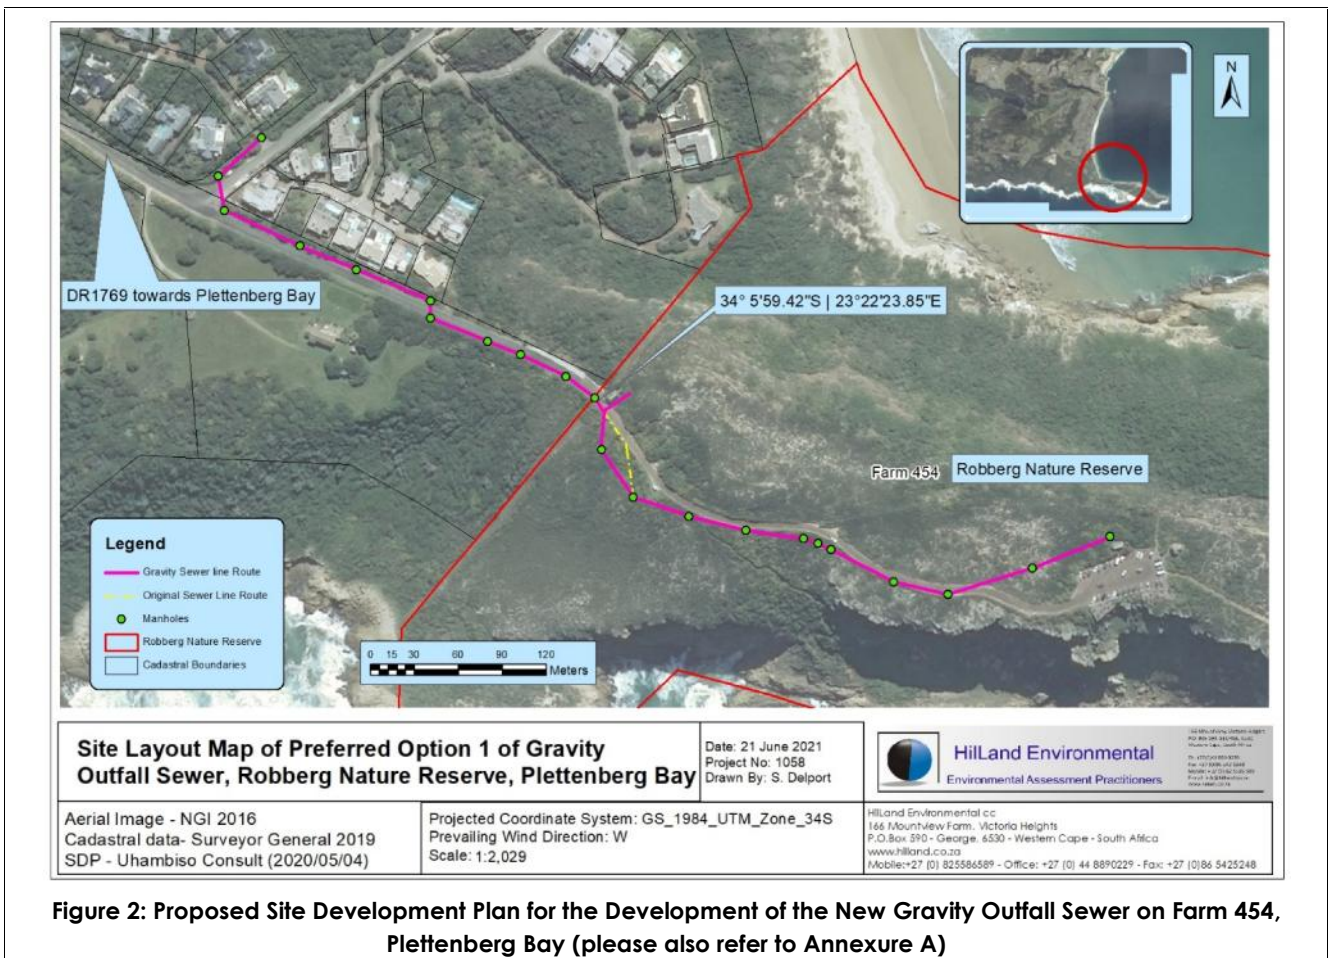 N
DR1769 towards Plettenberg Bay
34° 5'59.42"S | 23°22'23.85"E
Farm 454
Robberg Nature Reserve
Legend
Gravity Sewer line Route
Original Sewer Line Route
Manholes
Robberg Nature Reserve
Cadastral Boundaries
0 15 30 60 90 120
Meters
Site Layout Map of Preferred Option 1 of Gravity
Outfall Sewer, Robberg Nature Reserve, Plettenberg Bay
Date: 21 June 2021
Project No: 1058
Drawn By: S. Delport
HillLand Environmental
Environmental Assessment Practitioners
Aerial Image - NGI 2016
Cadastral data- Surveyor General 2019
SDP - Uhambiso Consult (2020/05/04)
Projected Coordinate System: GS_1984_UTM_Zone_34S
Prevailing Wind Direction: W
Scale: 1:2,029
HilLand Environmental cc
166 Mountview Farm, Victoria Heights
P.O.Box 590 - George, 6530 - Western Cape - South Africa
www.hilland.co.za
Mobile:+27 (0) 825586589 - Office: +27 (0) 44 8890229 - Fax: +27 (0)86 5425248
Figure 2: Proposed Site Development Plan for the Development of the New Gravity Outfall Sewer on Farm 454,
Plettenberg Bay (please also refer to Annexure A)